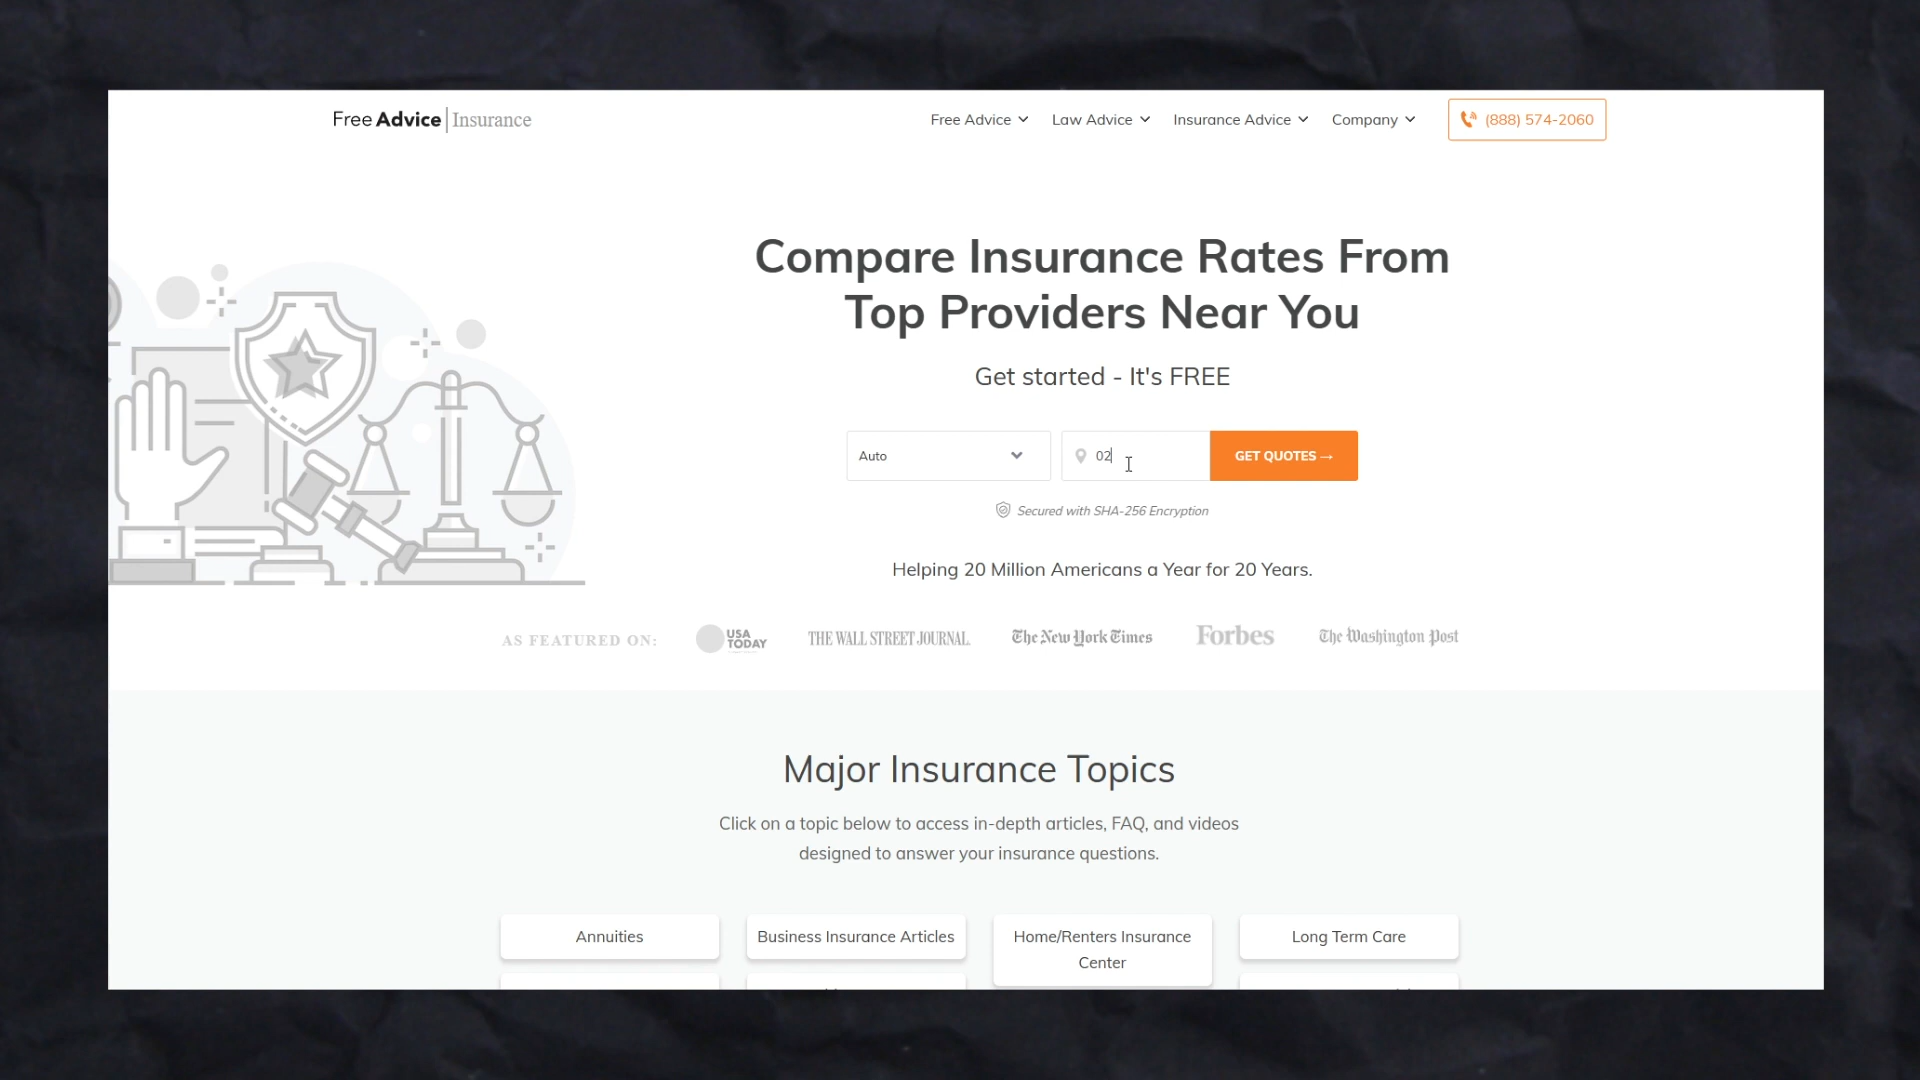 Free Advice Insurance
Free Advice
Law Advice
Insurance Advice
Company
(888) 574-2060
Compare Insurance Rates From
Top Providers Near You
Get started - It's FREE
Auto
02
GET QUOTES →
Secured with SHA-256 Encryption
Helping 20 Million Americans a Year for 20 Years.
AS FEATURED ON:
USA
TODAY
THE WALL STREET JOURNAL.
The New York Times
Forbes
The Washington Post
Major Insurance Topics
Click on a topic below to access in-depth articles, FAQ, and videos
designed to answer your insurance questions.
Annuities
Business Insurance Articles
Home/Renters Insurance
Center
Long Term Care